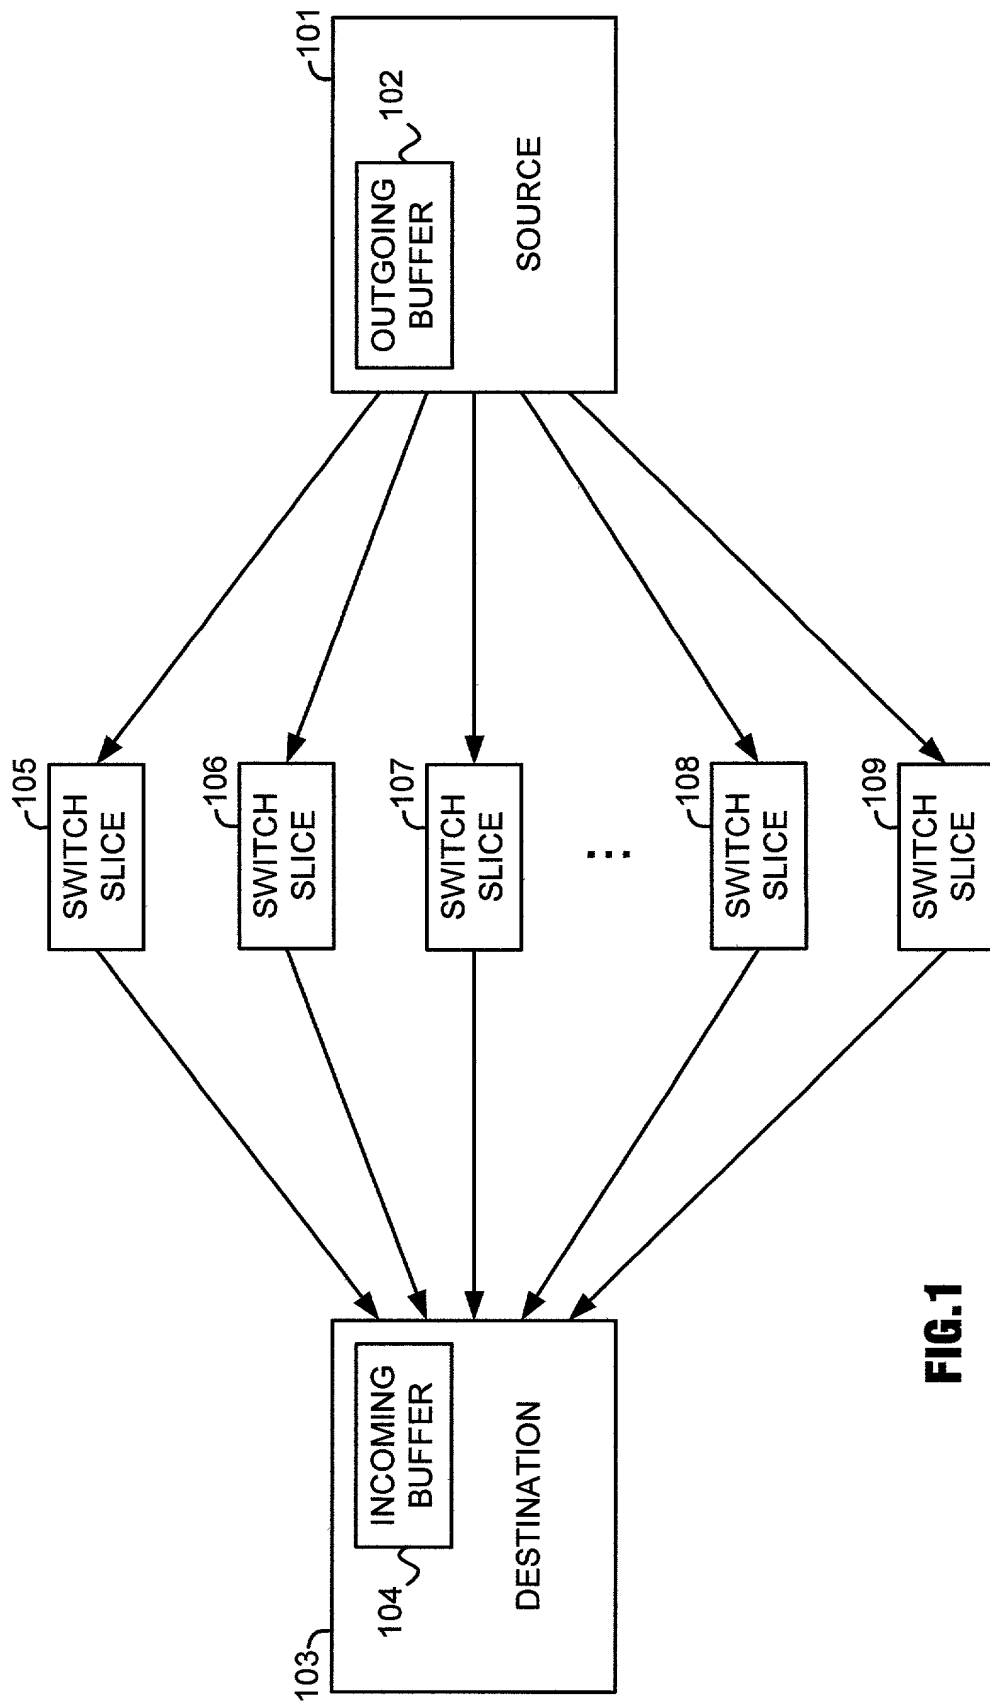 103
INCOMING
BUFFER
104
DESTINATION
105
SWITCH
SLICE
106
SWITCH
SLICE
107
SWITCH
SLICE
...
108
SWITCH
SLICE
109
SWITCH
SLICE
101
OUTGOING
BUFFER
102
SOURCE
FIG.1